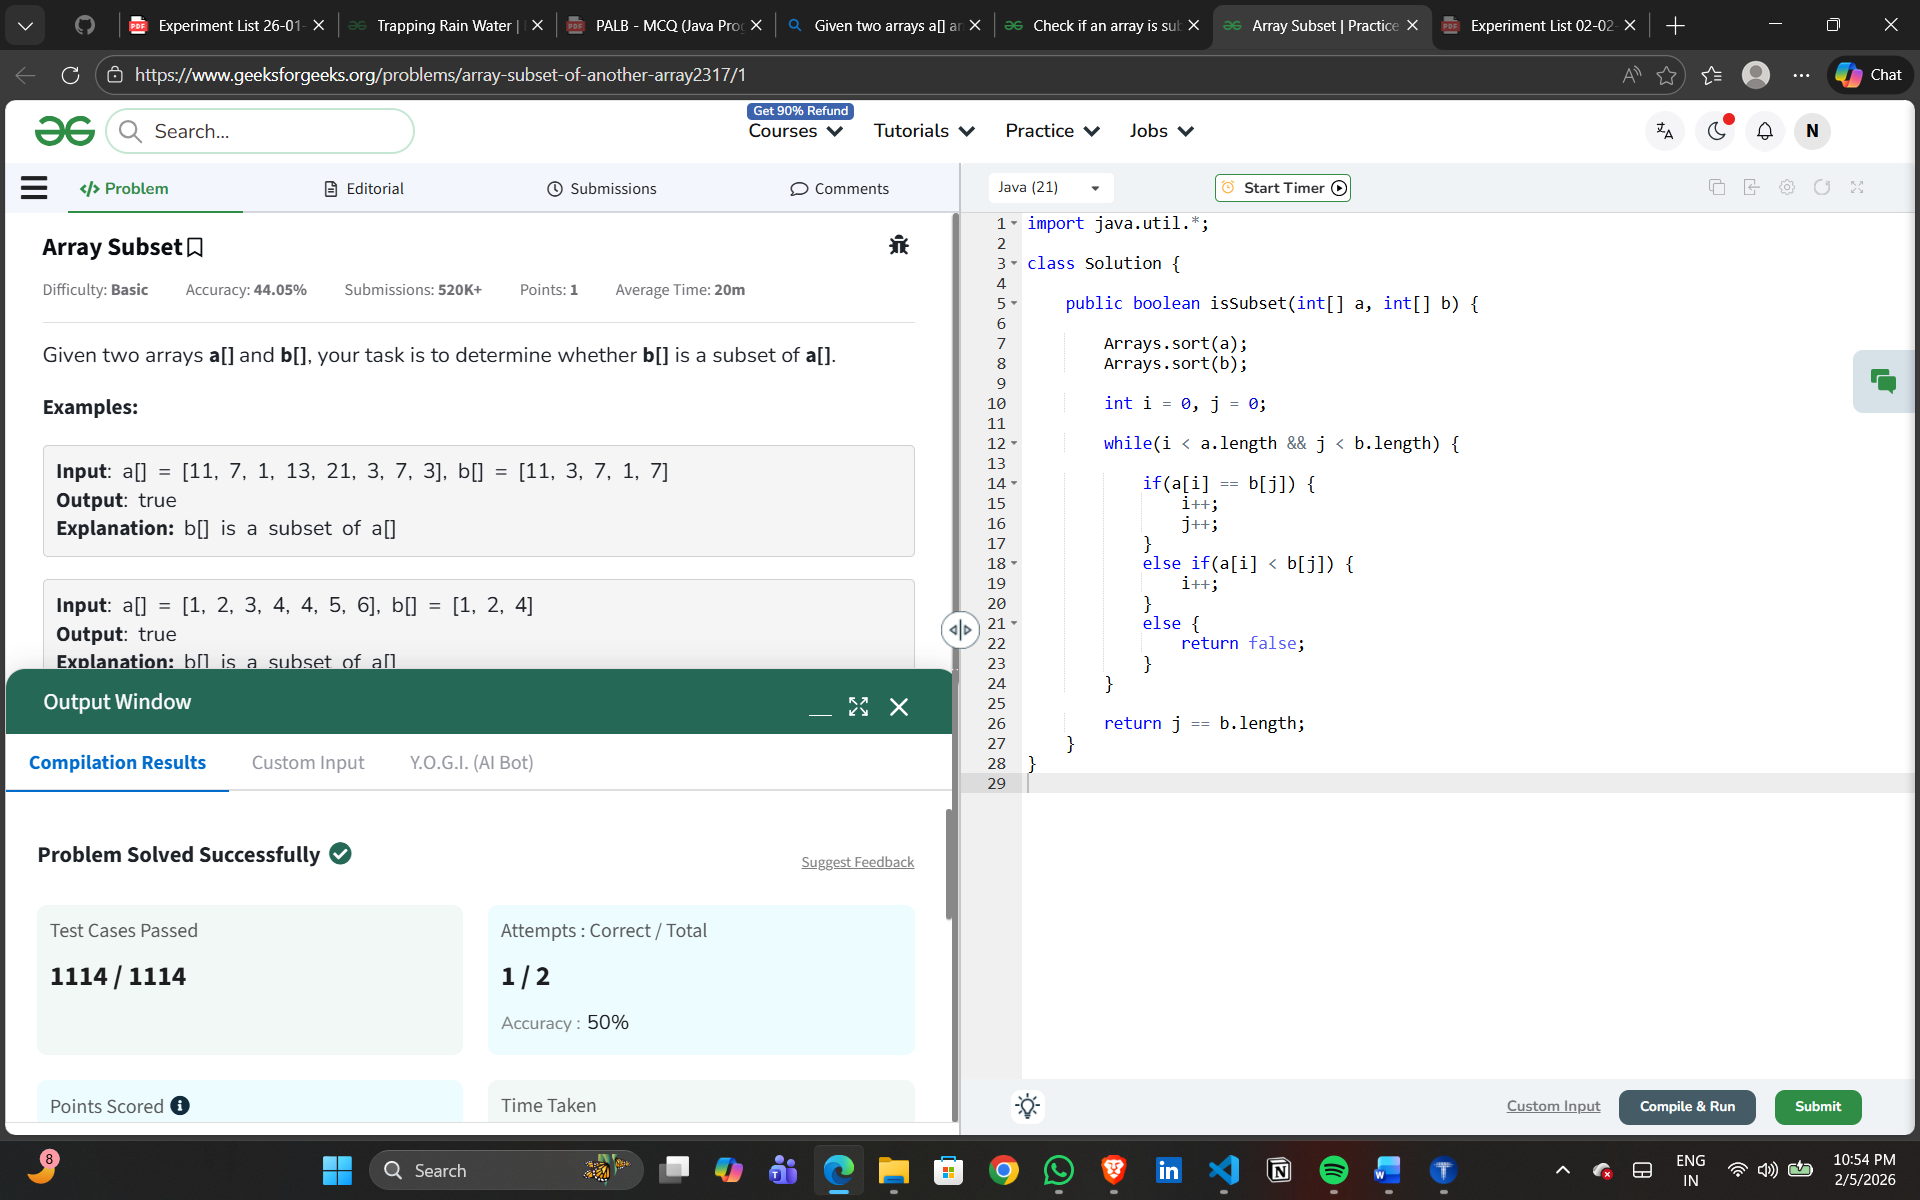 Experiment List 26-01-
Trapping Rain Water |
PALB - MCQ (Java Pro
Given two arrays a[] a
Check if an array is su
Array Subset | Practice
Experiment List 02-02-
https://www.geeksforgeeks.org/problems/array-subset-of-another-array2317/1
Chat
Search...
Get 90% Refund
Courses
Tutorials
Practice
Jobs
N
</> Problem
Editorial
Submissions
Comments
Array Subset
Difficulty: Basic Accuracy: 44.05% Submissions: 520K+ Points: 1 Average Time: 20m
Given two arrays a[] and b[], your task is to determine whether b[] is a subset of a[].
Examples:
Input: a[] = [11, 7, 1, 13, 21, 3, 7, 3], b[] = [11, 3, 7, 1, 7]
Output: true
Explanation: b[] is a subset of a[]
Input: a[] = [1, 2, 3, 4, 4, 5, 6], b[] = [1, 2, 4]
Output: true
Explanation: b[] is a subset of a[]
Output Window
Compilation Results
Custom Input
Y.O.G.I. (AI Bot)
Problem Solved Successfully
Suggest Feedback
Test Cases Passed
1114 / 1114
Attempts : Correct / Total
1 / 2
Accuracy : 50%
Points Scored
Time Taken
Java (21)
Start Timer
1 import java.util.*;
2
3 class Solution {
4
5 public boolean isSubset(int[] a, int[] b) {
6
7 Arrays.sort(a);
8 Arrays.sort(b);
9
10 int i = 0, j = 0;
11
12 while(i < a.length && j < b.length) {
13
14 if(a[i] == b[j]) {
15 i++;
16 j++;
17 }
18 else if(a[i] < b[j]) {
19 i++;
20 }
21 else {
22 return false;
23 }
24 }
25
26 return j == b.length;
27 }
28 }
29
Custom Input
Compile & Run
Submit
8
Search
ENG
IN
10:54 PM
2/5/2026